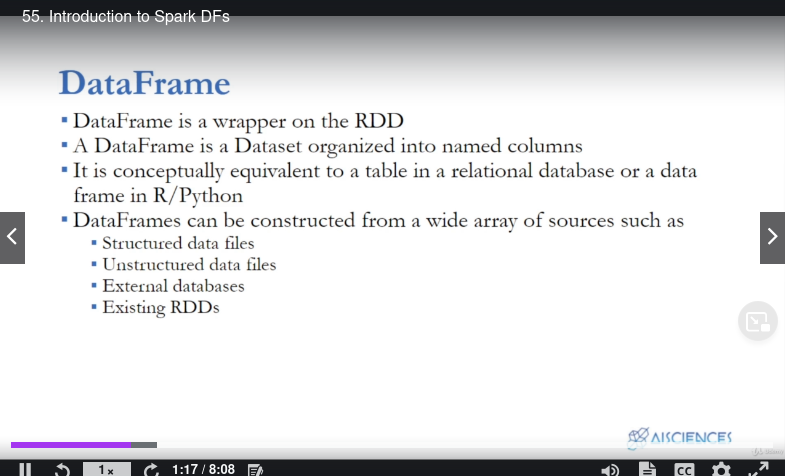 55. Introduction to Spark DFs
DataFrame
▪ DataFrame is a wrapper on the RDD
▪ A DataFrame is a Dataset organized into named columns
▪ It is conceptually equivalent to a table in a relational database or a data
frame in R/Python
▪ DataFrames can be constructed from a wide array of sources such as
▪ Structured data files
▪ Unstructured data files
▪ External databases
▪ Existing RDDs
AISCIENCES
1x 1:17 / 8:08 CC